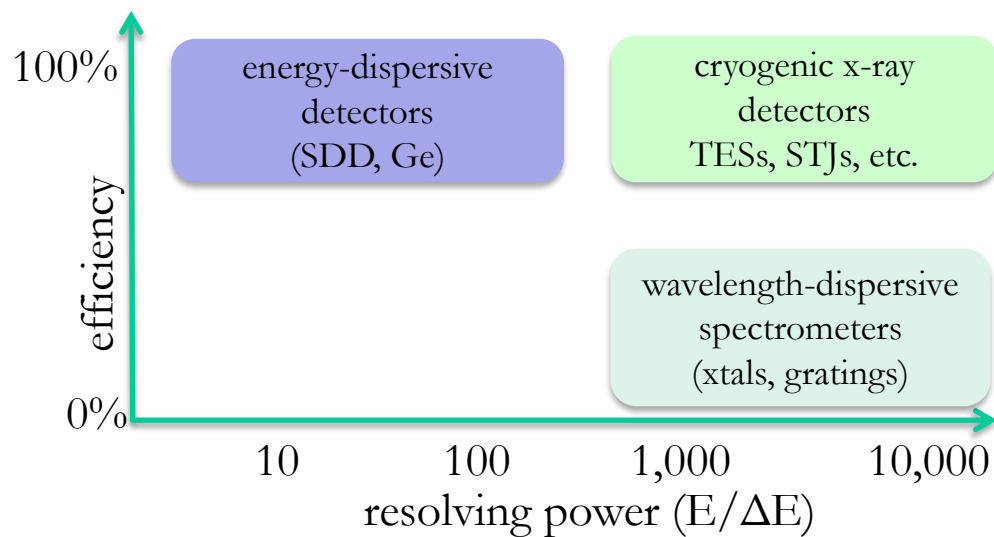 100%
energy-dispersive
detectors
(SDD, Ge)
cryogenic x-ray
detectors
TESs, STJs, etc.
efficiency
wavelength-dispersive
spectrometers
(xtals, gratings)
0%
10 100 1,000 10,000
resolving power (E/ΔE)